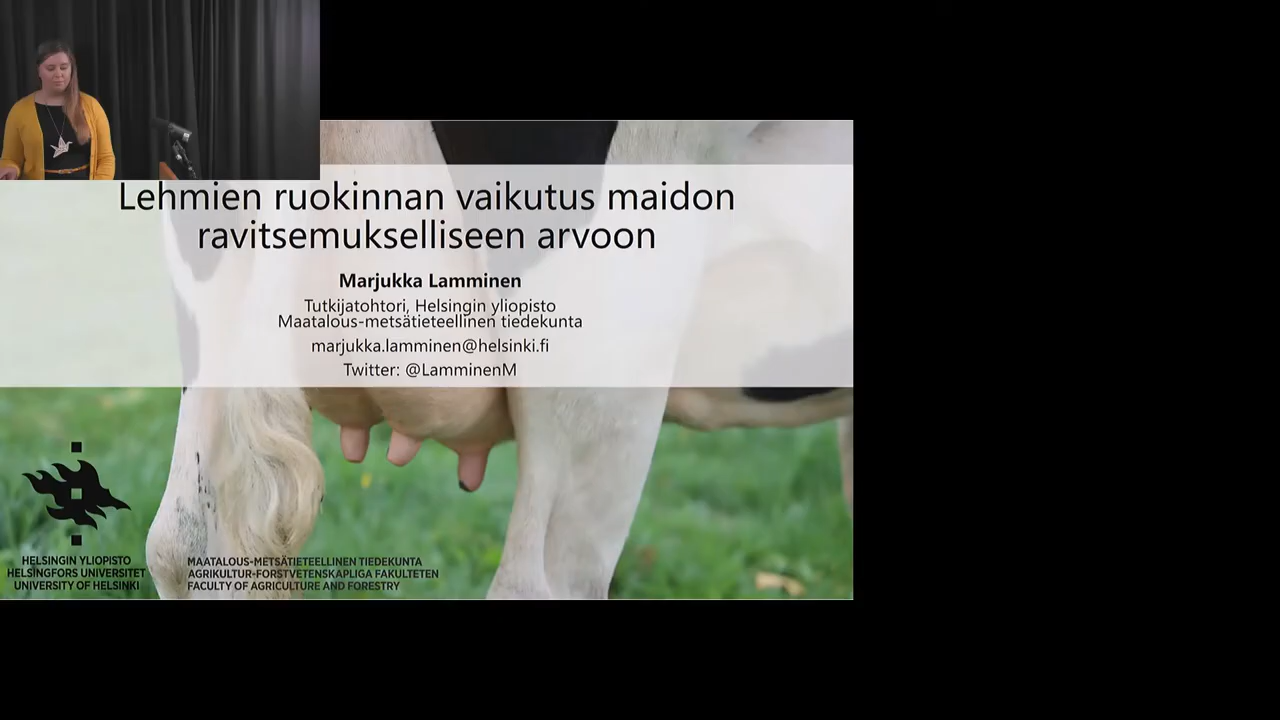 Lehmien ruokinnan vaikutus maidon
ravitsemukselliseen arvoon
Marjukka Lamminen
Tutkijatohtori, Helsingin yliopisto
Maatalous-metsätieteellinen tiedekunta
marjukka.lamminen@helsinki.fi
Twitter: @LamminenM
HELSINGIN YLIOPISTO
HELSINGFORS UNIVERSITET
UNIVERSITY OF HELSINKI
MAATALOUS-METSÄTIETEELLINEN TIEDEKUNTA
AGRIKULTUR-FORSTVETENSKAPLIGA FAKULTETEN
FACULTY OF AGRICULTURE AND FORESTRY